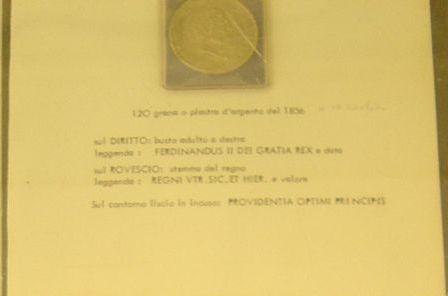 120 grana o piastra d'argento del 1856
sul DIRITTO: busto adulto a destra
leggenda : FERDINANDUS II DEI GRATIA REX e data
sul ROVESCIO: stemma del regno
leggenda : REGNI VTR.SIC.ET HIER. e valore
Sul contorno liscio in incuso: PROVIDENTIA OPTIMI PRINCIPIS